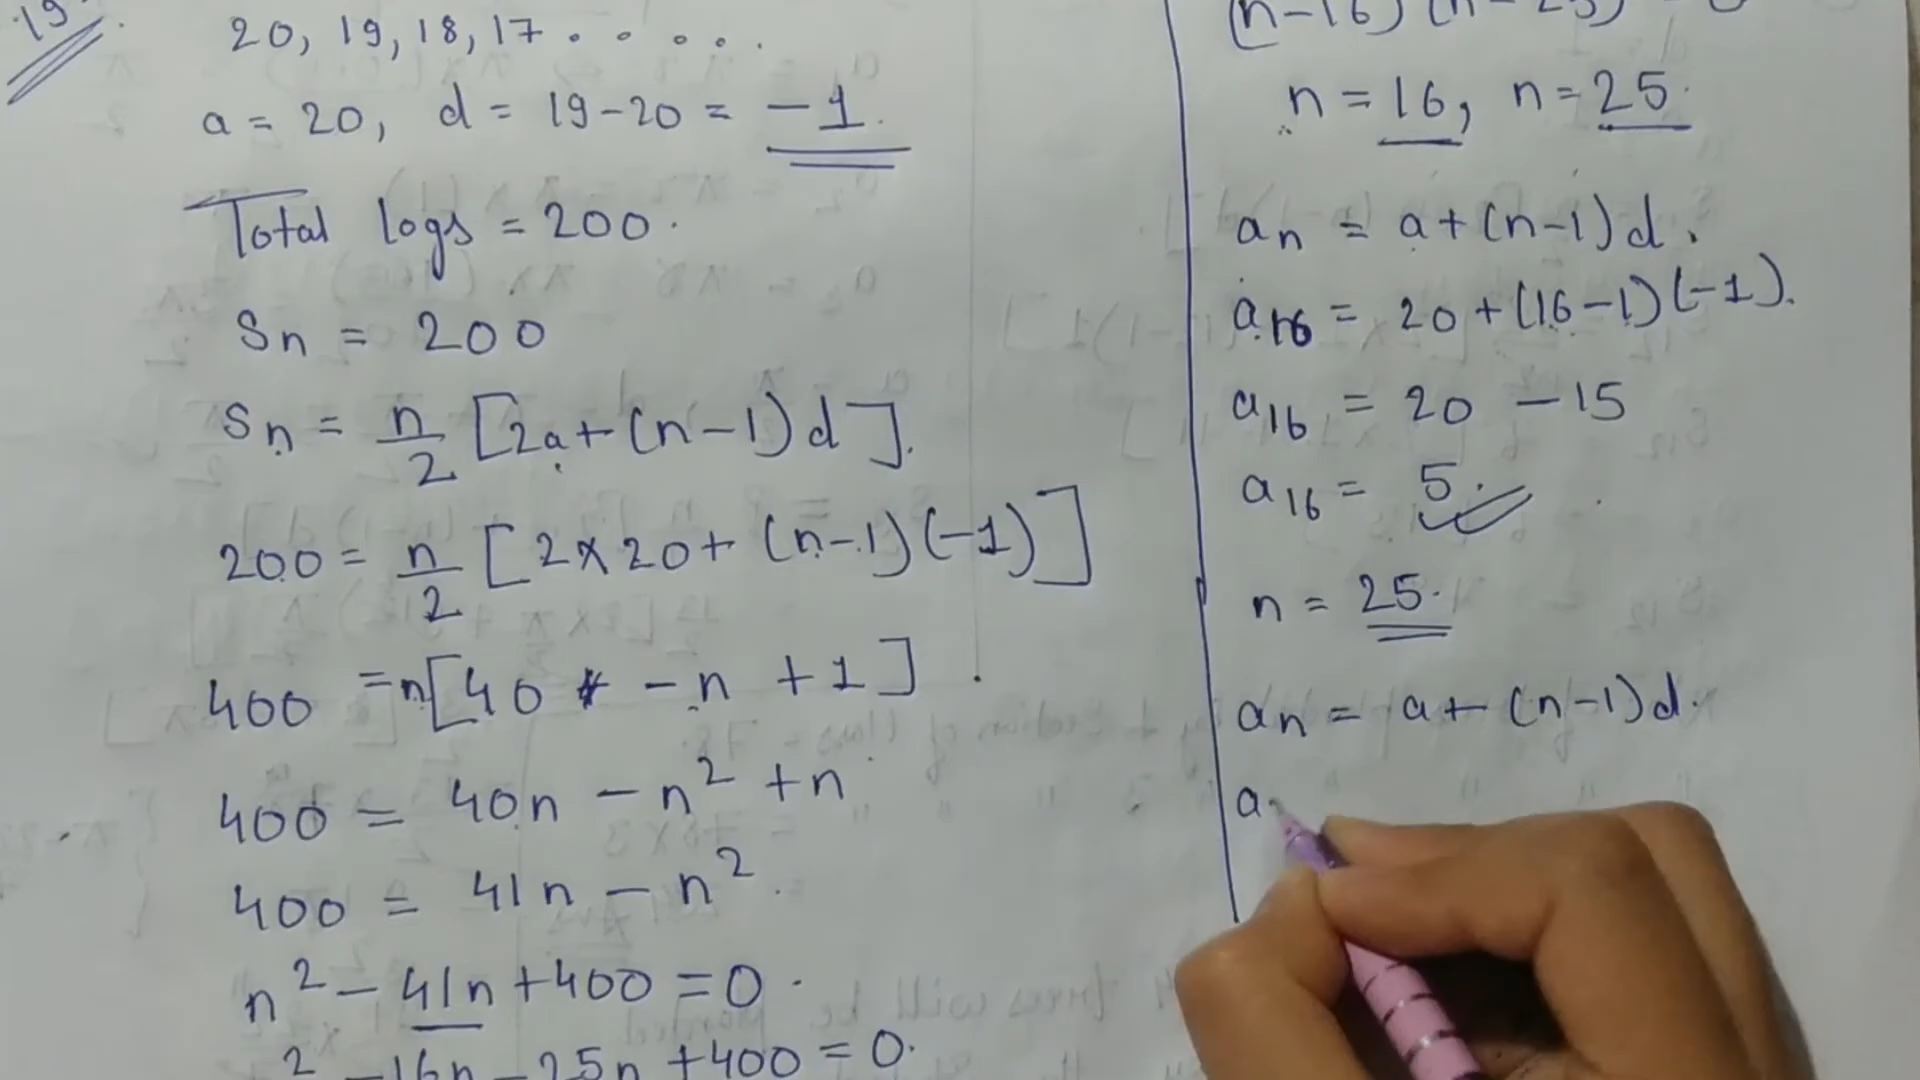 19.
20, 19, 18, 17 . . . . .
a = 20, d = 19-20 = -1.
Total logs = 200.
Sn = 200
Sn = n/2 [2a+(n-1)d].
200 = n/2 [2×20+ (n-1)(-1)]
400 = n[40 - n +1].
400 = 40n - n² +n
400 = 41n - n².
n² - 41n +400 = 0.
² -16n -25n +400 = 0.
n = 16, n = 25.
an = a+(n-1)d.
a16 = 20+(16-1)(-1).
a16 = 20 -15
a16 = 5.
n = 25.
an = a+ (n-1)d.
a